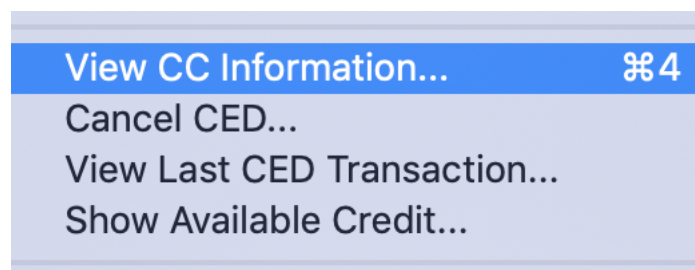 View CC Information... ⌘4
Cancel CED...
View Last CED Transaction...
Show Available Credit...